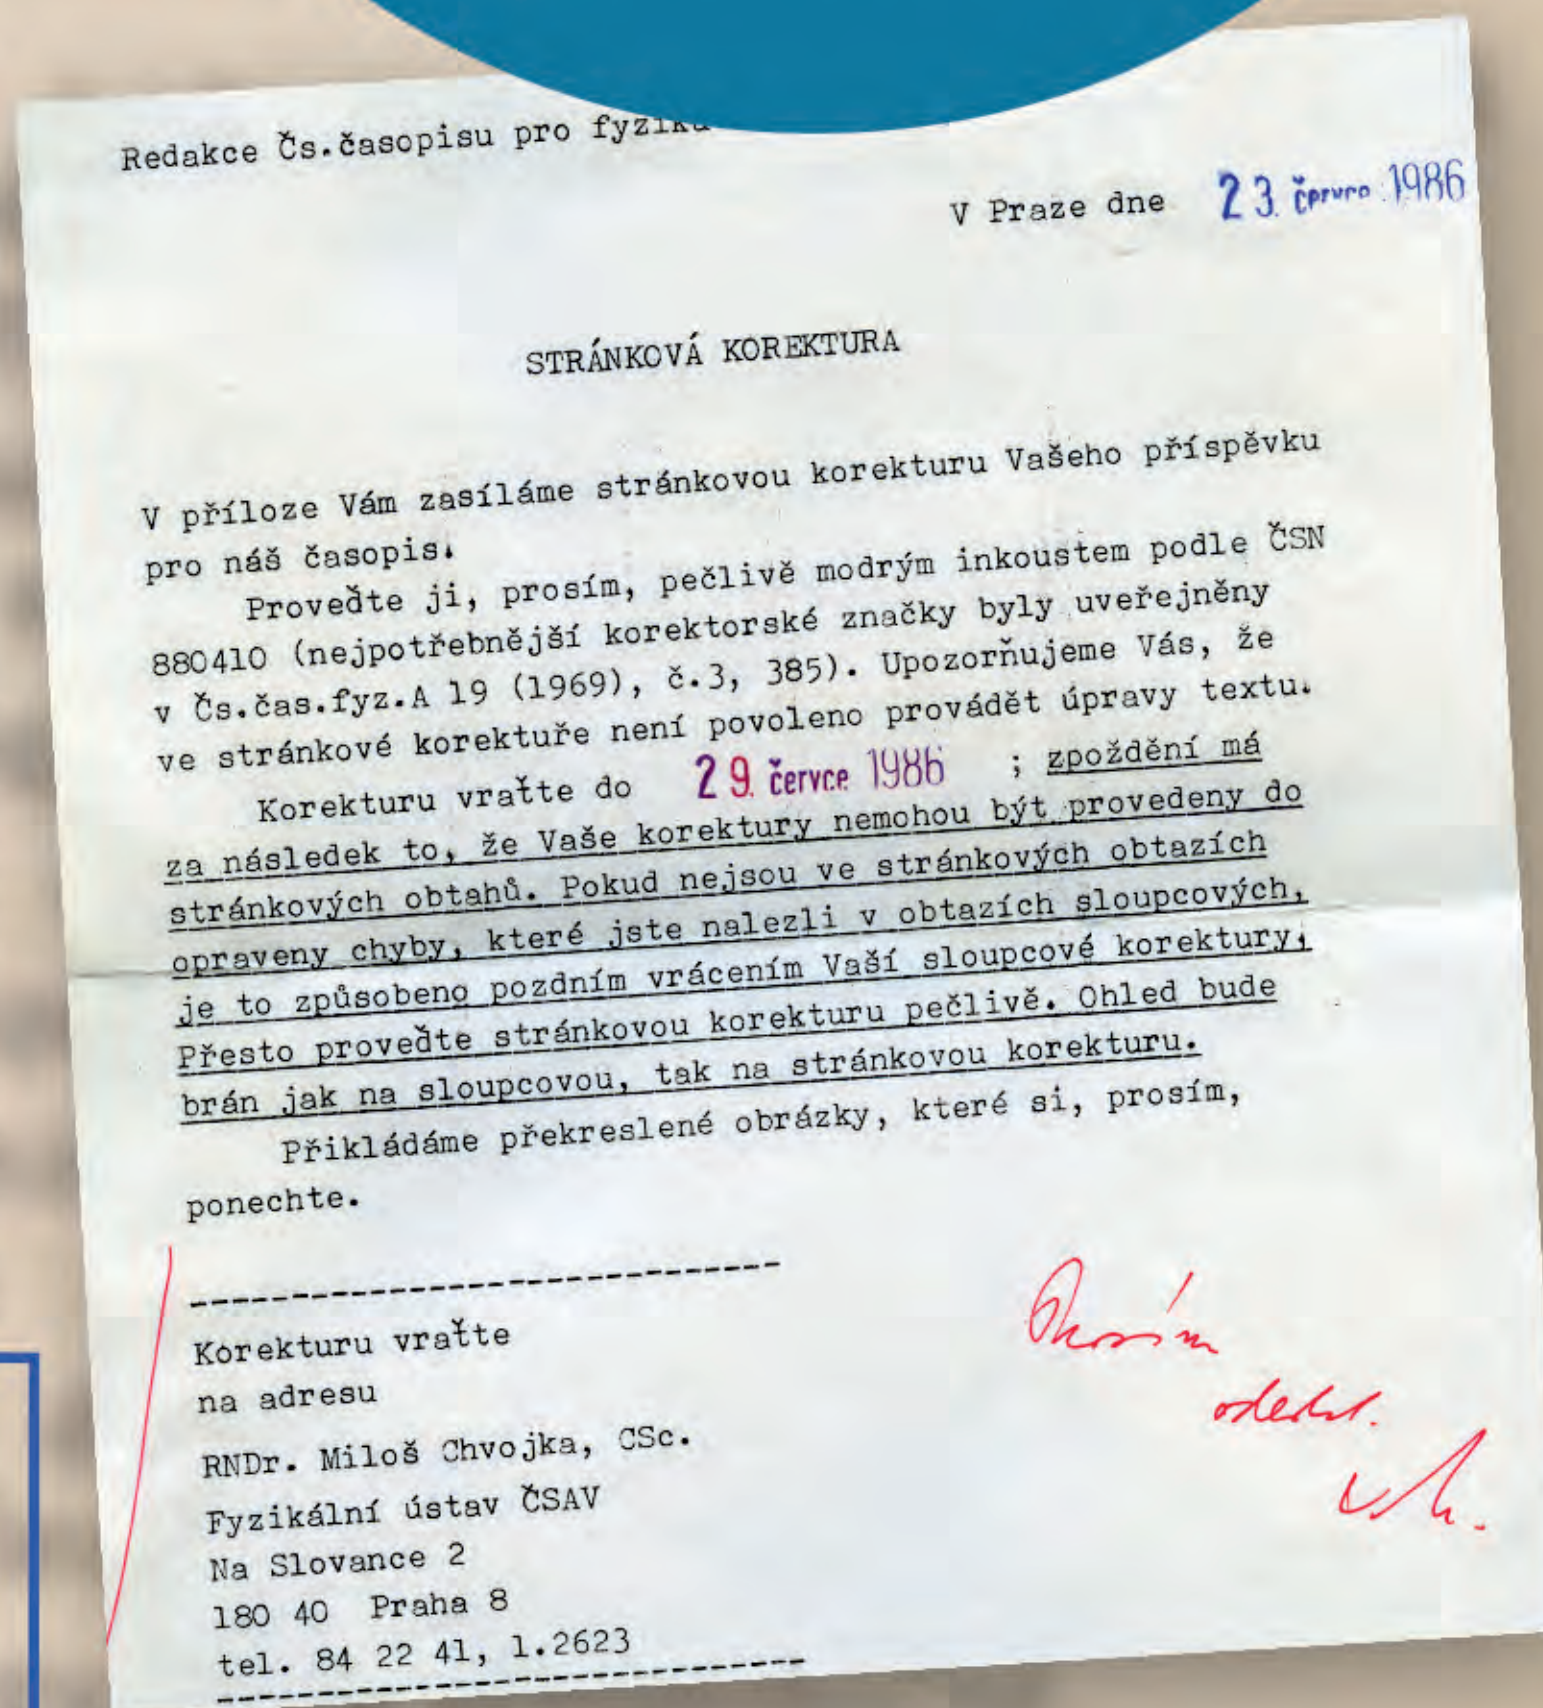 Redakce Čs.časopisu pro fyziku
V Praze dne 23. 1986
STRÁNKOVÁ KOREKTURA
V příloze Vám zasíláme stránkovou korekturu Vašeho příspěvku
pro náš časopis.
Proveďte ji, prosím, pečlivě modrým inkoustem podle ČSN
880410 (nejpotřebnější korektorské značky byly uveřejněny
v Čs.čas.fyz.A 19 (1969), č.3, 385). Upozorňujeme Vás, že
ve stránkové korektuře není povoleno provádět úpravy textu.
Korekturu vraťte do 29. červce 1986 ; zpoždění má
za následek to, že Vaše korektury nemohou být provedeny do
stránkových obtahů. Pokud nejsou ve stránkových obtazích
opraveny chyby, které jste nalezli v obtazích sloupcových,
je to způsobeno pozdním vrácením Vaší sloupcové korektury.
Přesto proveďte stránkovou korekturu pečlivě. Ohled bude
brán jak na sloupcovou, tak na stránkovou korekturu.
Přikládáme překreslené obrázky, které si, prosím,
ponechte.
Korekturu vraťte
na adresu
RNDr. Miloš Chvojka, CSc.
Fyzikální ústav ČSAV
Na Slovance 2
180 40 Praha 8
tel. 84 22 41, l.2623
Prosím